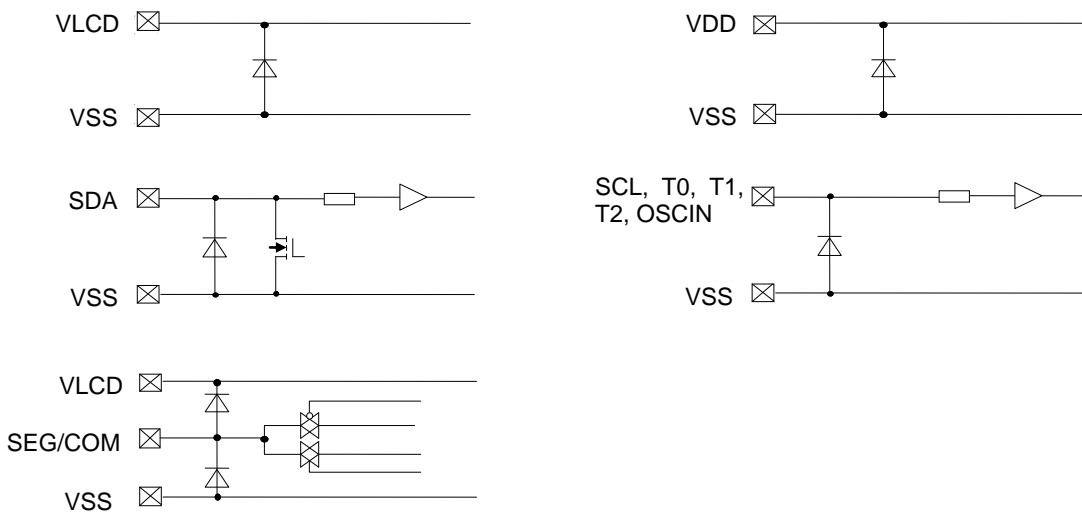 VLCD
VSS
VDD
VSS
SDA
VSS
SCL, T0, T1,
T2, OSCIN
VSS
VLCD
SEG/COM
VSS